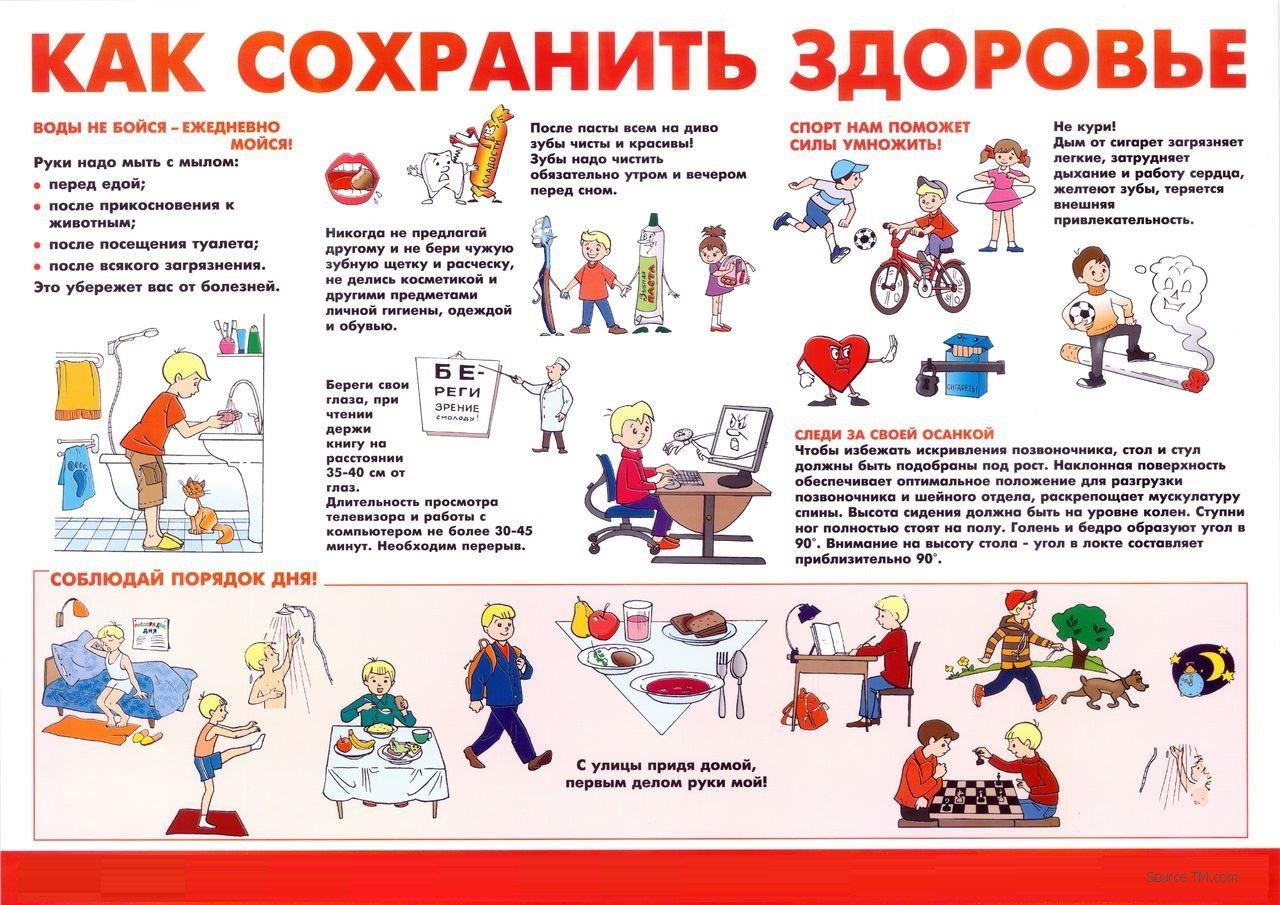 КАК СОХРАНИТЬ ЗДОРОВЬЕ
ВОДЫ НЕ БОЙСЯ – ЕЖЕДНЕВНО
МОЙСЯ!
Руки надо мыть с мылом:
• перед едой;
• после прикосновения к
животным;
• после посещения туалета;
• после всякого загрязнения.
Это убережет вас от болезней.
СЛАДОСТИ
После пасты всем на диво
зубы чисты и красивы!
Зубы надо чистить
обязательно утром и вечером
перед сном.
Никогда не предлагай
другому и не бери чужую
зубную щетку и расческу,
не делись косметикой и
другими предметами
личной гигиены, одеждой
и обувью.
ПАСТА
Береги свои
глаза, при
чтении
держи
книгу на
расстоянии
35-40 см от
глаз.
Длительность просмотра
телевизора и работы с
компьютером не более 30-45
минут. Необходим перерыв.
БЕ-
РЕГИ
ЗРЕНИЕ
СМОЛОДУ!
СПОРТ НАМ ПОМОЖЕТ
СИЛЫ УМНОЖИТЬ!
Не кури!
Дым от сигарет загрязняет
легкие, затрудняет
дыхание и работу сердца,
желтеют зубы, теряется
внешняя
привлекательность.
СИГАРЕТЫ
СЛЕДИ ЗА СВОЕЙ ОСАНКОЙ
Чтобы избежать искривления позвоночника, стол и стул
должны быть подобраны под рост. Наклонная поверхность
обеспечивает оптимальное положение для разгрузки
позвоночника и шейного отдела, раскрепощает мускулатуру
спины. Высота сидения должна быть на уровне колен. Ступни
ног полностью стоят на полу. Голень и бедро образуют угол в
90°. Внимание на высоту стола - угол в локте составляет
приблизительно 90°.
СОБЛЮДАЙ ПОРЯДОК ДНЯ!
РАСПОРЯДОК
ДНЯ
С улицы придя домой,
первым делом руки мой!
Source TM.com